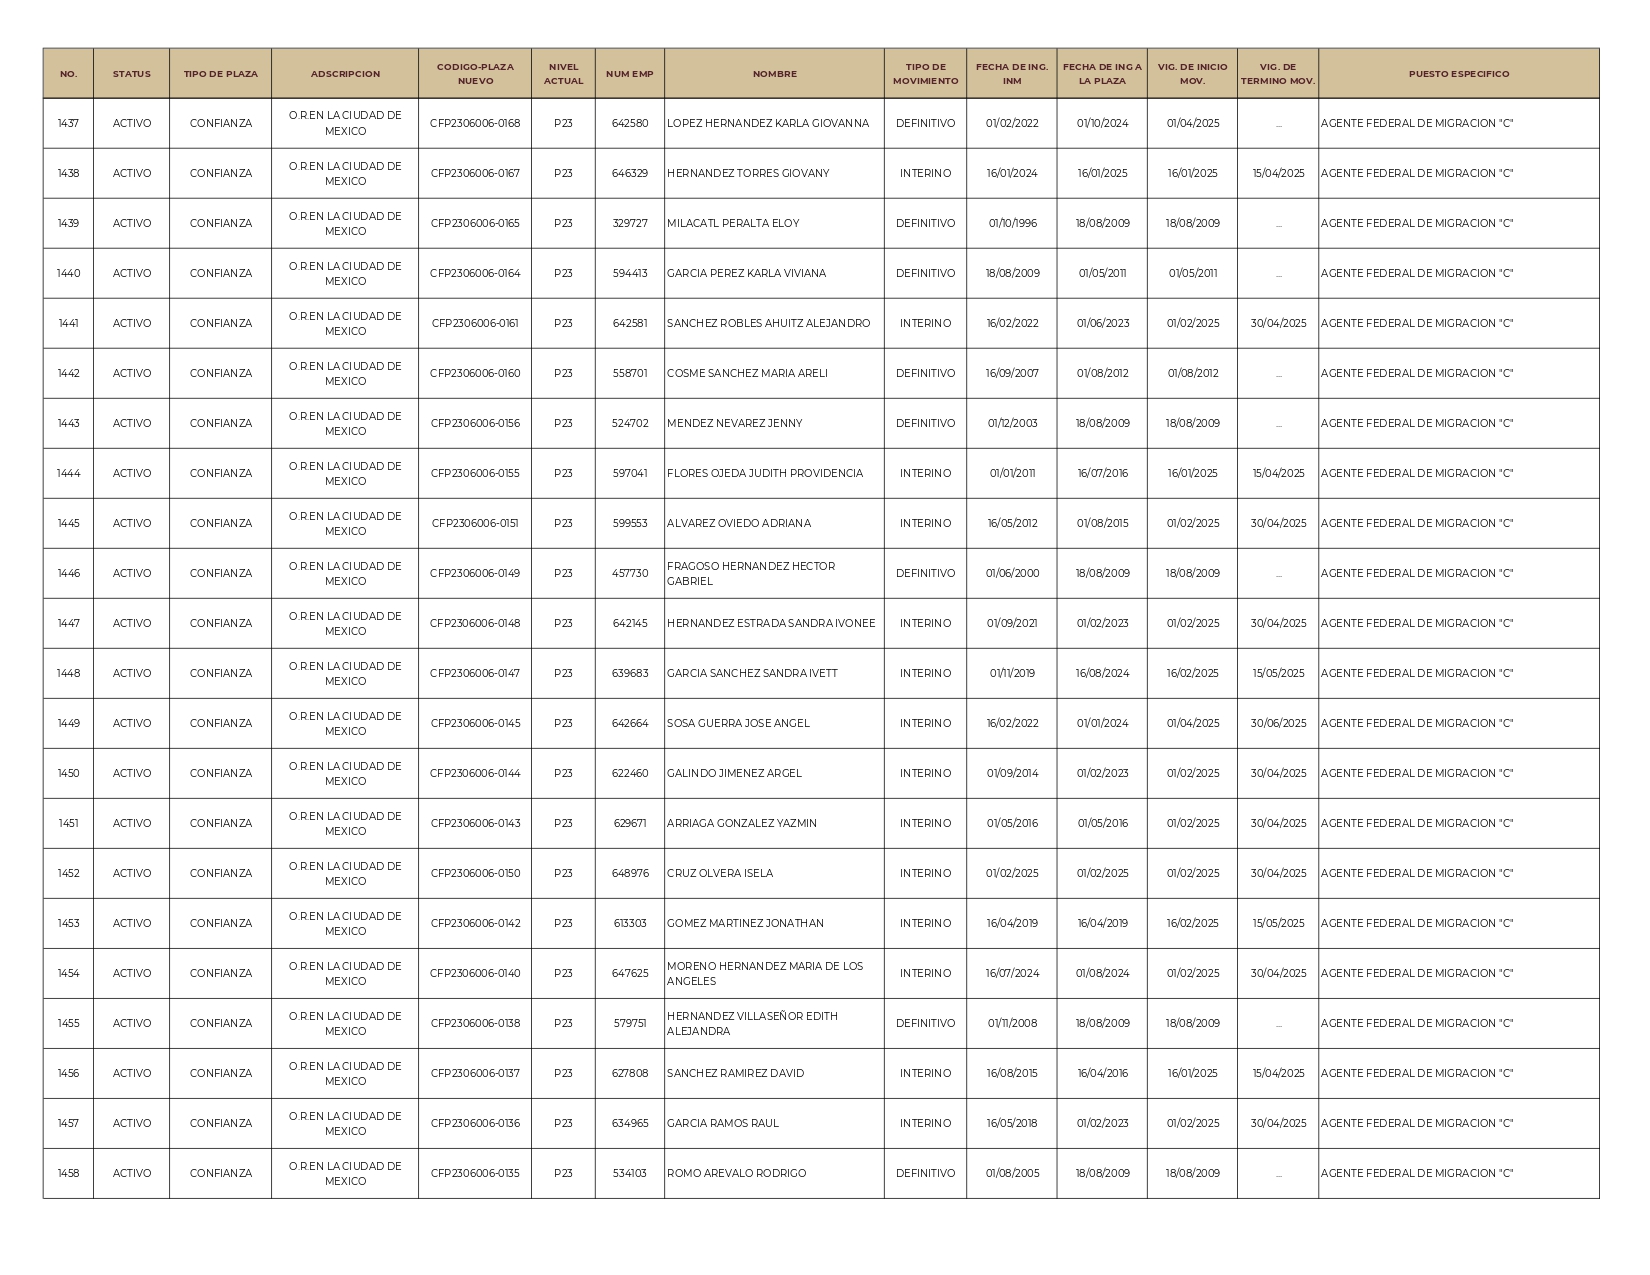 NO. STATUS TIPO DE PLAZA ADSCRIPCION CODIGO-PLAZA NUEVO NIVEL ACTUAL NUM EMP NOMBRE TIPO DE MOVIMIENTO FECHA DE ING. INM FECHA DE ING A LA PLAZA VIG. DE INICIO MOV. VIG. DE TERMINO MOV. PUESTO ESPECIFICO
1437 ACTIVO CONFIANZA O.R.EN LA CIUDAD DE MEXICO CFP2306006-0168 P23 642580 LOPEZ HERNANDEZ KARLA GIOVANNA DEFINITIVO 01/02/2022 01/10/2024 01/04/2025 ... AGENTE FEDERAL DE MIGRACION "C"
1438 ACTIVO CONFIANZA O.R.EN LA CIUDAD DE MEXICO CFP2306006-0167 P23 646329 HERNANDEZ TORRES GIOVANY INTERINO 16/01/2024 16/01/2025 16/01/2025 15/04/2025 AGENTE FEDERAL DE MIGRACION "C"
1439 ACTIVO CONFIANZA O.R.EN LA CIUDAD DE MEXICO CFP2306006-0165 P23 329727 MILACATL PERALTA ELOY DEFINITIVO 01/10/1996 18/08/2009 18/08/2009 ... AGENTE FEDERAL DE MIGRACION "C"
1440 ACTIVO CONFIANZA O.R.EN LA CIUDAD DE MEXICO CFP2306006-0164 P23 594413 GARCIA PEREZ KARLA VIVIANA DEFINITIVO 18/08/2009 01/05/2011 01/05/2011 ... AGENTE FEDERAL DE MIGRACION "C"
1441 ACTIVO CONFIANZA O.R.EN LA CIUDAD DE MEXICO CFP2306006-0161 P23 642581 SANCHEZ ROBLES AHUITZ ALEJANDRO INTERINO 16/02/2022 01/06/2023 01/02/2025 30/04/2025 AGENTE FEDERAL DE MIGRACION "C"
1442 ACTIVO CONFIANZA O.R.EN LA CIUDAD DE MEXICO CFP2306006-0160 P23 558701 COSME SANCHEZ MARIA ARELI DEFINITIVO 16/09/2007 01/08/2012 01/08/2012 ... AGENTE FEDERAL DE MIGRACION "C"
1443 ACTIVO CONFIANZA O.R.EN LA CIUDAD DE MEXICO CFP2306006-0156 P23 524702 MENDEZ NEVAREZ JENNY DEFINITIVO 01/12/2003 18/08/2009 18/08/2009 ... AGENTE FEDERAL DE MIGRACION "C"
1444 ACTIVO CONFIANZA O.R.EN LA CIUDAD DE MEXICO CFP2306006-0155 P23 597041 FLORES OJEDA JUDITH PROVIDENCIA INTERINO 01/01/2011 16/07/2016 16/01/2025 15/04/2025 AGENTE FEDERAL DE MIGRACION "C"
1445 ACTIVO CONFIANZA O.R.EN LA CIUDAD DE MEXICO CFP2306006-0151 P23 599553 ALVAREZ OVIEDO ADRIANA INTERINO 16/05/2012 01/08/2015 01/02/2025 30/04/2025 AGENTE FEDERAL DE MIGRACION "C"
1446 ACTIVO CONFIANZA O.R.EN LA CIUDAD DE MEXICO CFP2306006-0149 P23 457730 FRAGOSO HERNANDEZ HECTOR GABRIEL DEFINITIVO 01/06/2000 18/08/2009 18/08/2009 ... AGENTE FEDERAL DE MIGRACION "C"
1447 ACTIVO CONFIANZA O.R.EN LA CIUDAD DE MEXICO CFP2306006-0148 P23 642145 HERNANDEZ ESTRADA SANDRA IVONEE INTERINO 01/09/2021 01/02/2023 01/02/2025 30/04/2025 AGENTE FEDERAL DE MIGRACION "C"
1448 ACTIVO CONFIANZA O.R.EN LA CIUDAD DE MEXICO CFP2306006-0147 P23 639683 GARCIA SANCHEZ SANDRA IVETT INTERINO 01/11/2019 16/08/2024 16/02/2025 15/05/2025 AGENTE FEDERAL DE MIGRACION "C"
1449 ACTIVO CONFIANZA O.R.EN LA CIUDAD DE MEXICO CFP2306006-0145 P23 642664 SOSA GUERRA JOSE ANGEL INTERINO 16/02/2022 01/01/2024 01/04/2025 30/06/2025 AGENTE FEDERAL DE MIGRACION "C"
1450 ACTIVO CONFIANZA O.R.EN LA CIUDAD DE MEXICO CFP2306006-0144 P23 622460 GALINDO JIMENEZ ARGEL INTERINO 01/09/2014 01/02/2023 01/02/2025 30/04/2025 AGENTE FEDERAL DE MIGRACION "C"
1451 ACTIVO CONFIANZA O.R.EN LA CIUDAD DE MEXICO CFP2306006-0143 P23 629671 ARRIAGA GONZALEZ YAZMIN INTERINO 01/05/2016 01/05/2016 01/02/2025 30/04/2025 AGENTE FEDERAL DE MIGRACION "C"
1452 ACTIVO CONFIANZA O.R.EN LA CIUDAD DE MEXICO CFP2306006-0150 P23 648976 CRUZ OLVERA ISELA INTERINO 01/02/2025 01/02/2025 01/02/2025 30/04/2025 AGENTE FEDERAL DE MIGRACION "C"
1453 ACTIVO CONFIANZA O.R.EN LA CIUDAD DE MEXICO CFP2306006-0142 P23 613303 GOMEZ MARTINEZ JONATHAN INTERINO 16/04/2019 16/04/2019 16/02/2025 15/05/2025 AGENTE FEDERAL DE MIGRACION "C"
1454 ACTIVO CONFIANZA O.R.EN LA CIUDAD DE MEXICO CFP2306006-0140 P23 647625 MORENO HERNANDEZ MARIA DE LOS ANGELES INTERINO 16/07/2024 01/08/2024 01/02/2025 30/04/2025 AGENTE FEDERAL DE MIGRACION "C"
1455 ACTIVO CONFIANZA O.R.EN LA CIUDAD DE MEXICO CFP2306006-0138 P23 579751 HERNANDEZ VILLASEÑOR EDITH ALEJANDRA DEFINITIVO 01/11/2008 18/08/2009 18/08/2009 ... AGENTE FEDERAL DE MIGRACION "C"
1456 ACTIVO CONFIANZA O.R.EN LA CIUDAD DE MEXICO CFP2306006-0137 P23 627808 SANCHEZ RAMIREZ DAVID INTERINO 16/08/2015 16/04/2016 16/01/2025 15/04/2025 AGENTE FEDERAL DE MIGRACION "C"
1457 ACTIVO CONFIANZA O.R.EN LA CIUDAD DE MEXICO CFP2306006-0136 P23 634965 GARCIA RAMOS RAUL INTERINO 16/05/2018 01/02/2023 01/02/2025 30/04/2025 AGENTE FEDERAL DE MIGRACION "C"
1458 ACTIVO CONFIANZA O.R.EN LA CIUDAD DE MEXICO CFP2306006-0135 P23 534103 ROMO AREVALO RODRIGO DEFINITIVO 01/08/2005 18/08/2009 18/08/2009 ... AGENTE FEDERAL DE MIGRACION "C"